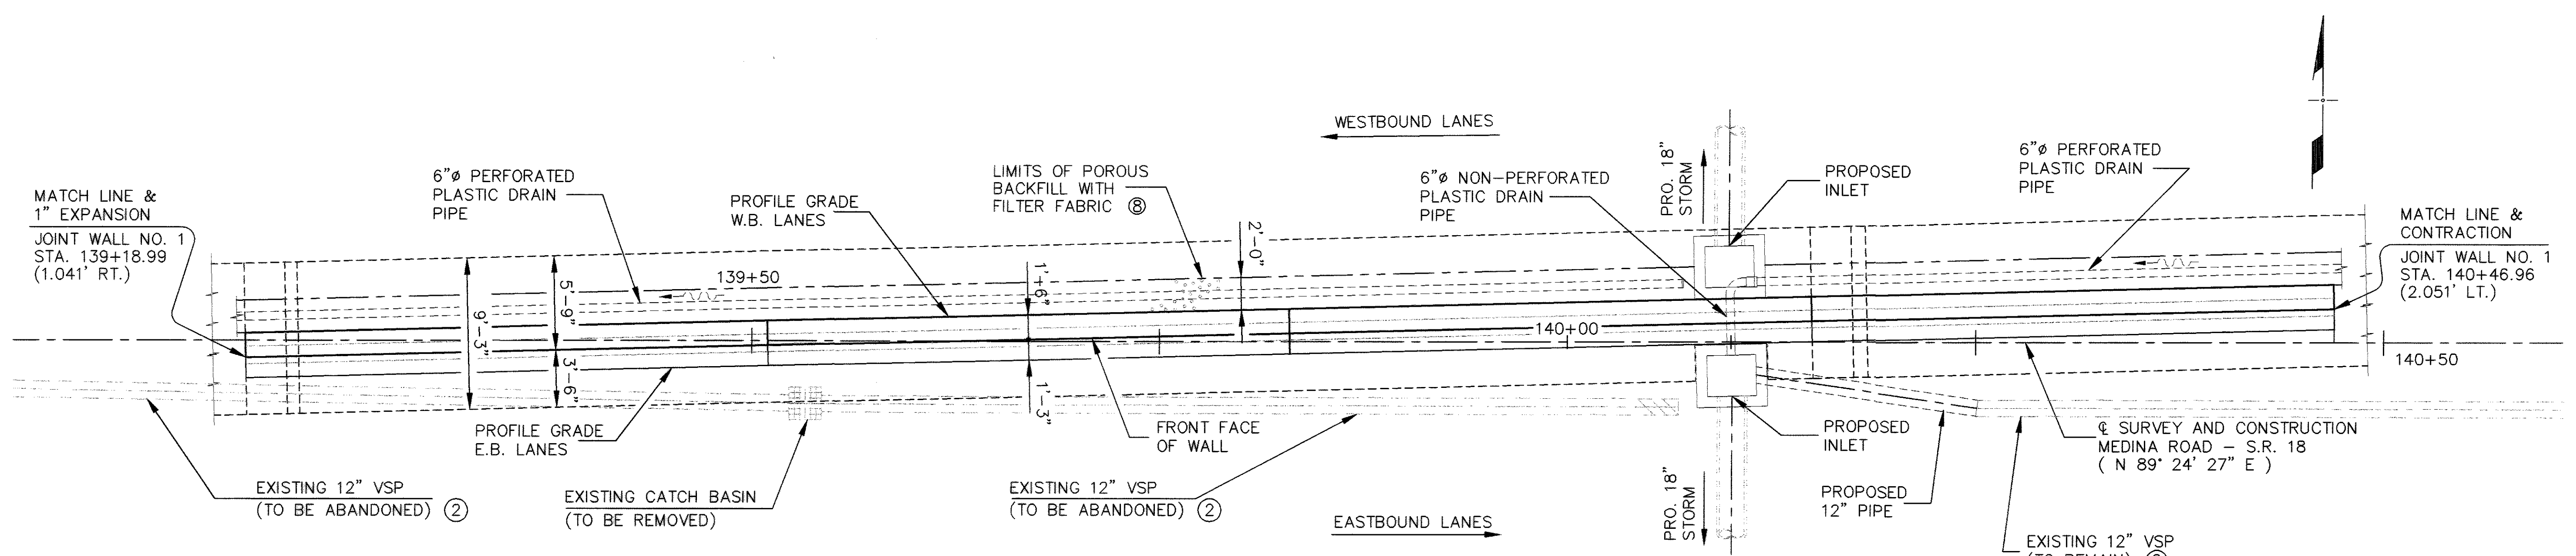 WESTBOUND LANES
MATCH LINE &
1" EXPANSION
JOINT WALL NO. 1
STA. 139+18.99
(1.041' RT.)
6"ø PERFORATED
PLASTIC DRAIN
PIPE
PROFILE GRADE
W.B. LANES
LIMITS OF POROUS
BACKFILL WITH
FILTER FABRIC ⑧
6"ø NON-PERFORATED
PLASTIC DRAIN
PIPE
PRO. 18"
STORM
PROPOSED
INLET
6"ø PERFORATED
PLASTIC DRAIN
PIPE
MATCH LINE &
CONTRACTION
JOINT WALL NO. 1
STA. 140+46.96
(2.051' LT.)
139+50
2'-0"
1'-6"
5'-9"
9'-3"
3'-6"
1'-3"
140+00
140+50
PROFILE GRADE
E.B. LANES
FRONT FACE
OF WALL
PROPOSED
INLET
℄ SURVEY AND CONSTRUCTION
MEDINA ROAD - S.R. 18
( N 89° 24' 27" E )
EXISTING 12" VSP
(TO BE ABANDONED) ②
EXISTING CATCH BASIN
(TO BE REMOVED)
EXISTING 12" VSP
(TO BE ABANDONED) ②
EASTBOUND LANES
PRO. 18"
STORM
PROPOSED
12" PIPE
EXISTING 12" VSP
(TO REMAIN)